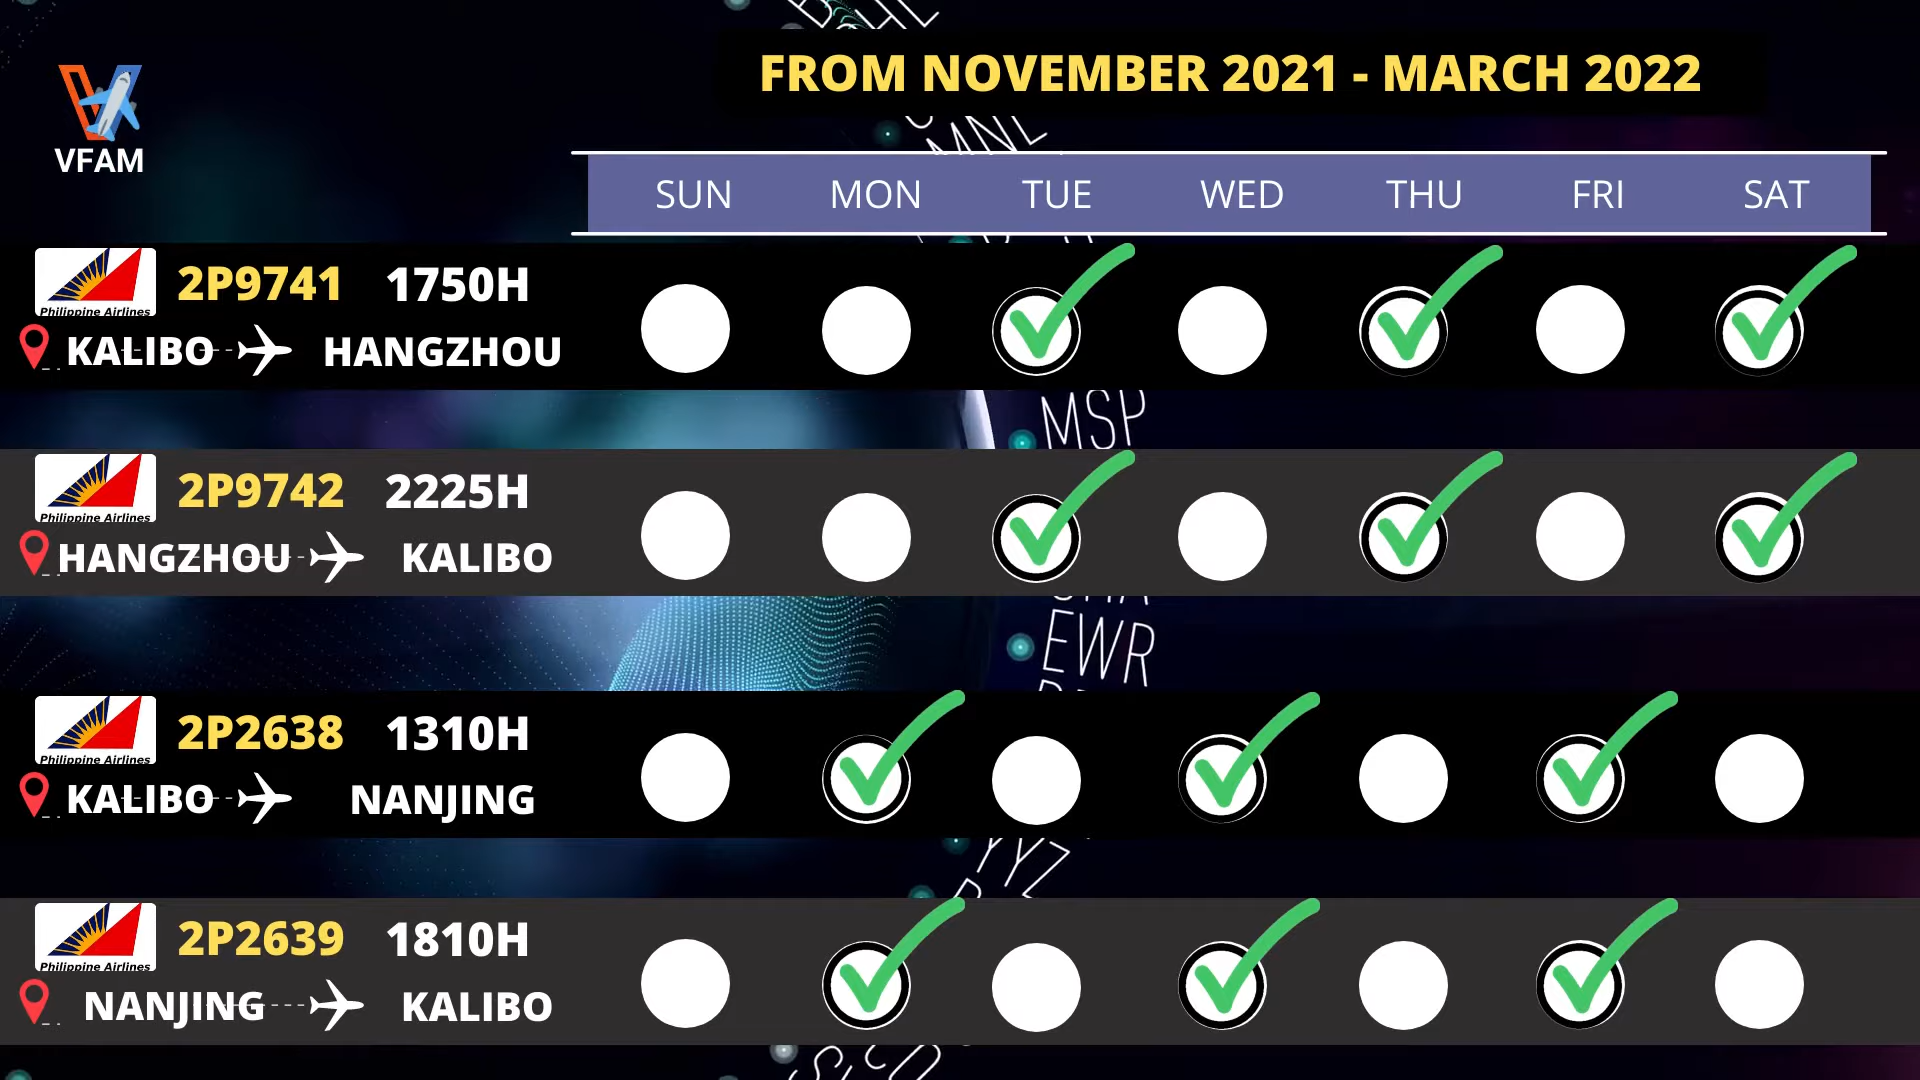 FROM NOVEMBER 2021 - MARCH 2022
VFAM
SUN MON TUE WED THU FRI SAT
Philippine Airlines
2P9741 1750H
KALIBO HANGZHOU
MSP
Philippine Airlines
2P9742 2225H
HANGZHOU KALIBO
EWR
Philippine Airlines
2P2638 1310H
KALIBO NANJING
YYZ
Philippine Airlines
2P2639 1810H
NANJING KALIBO